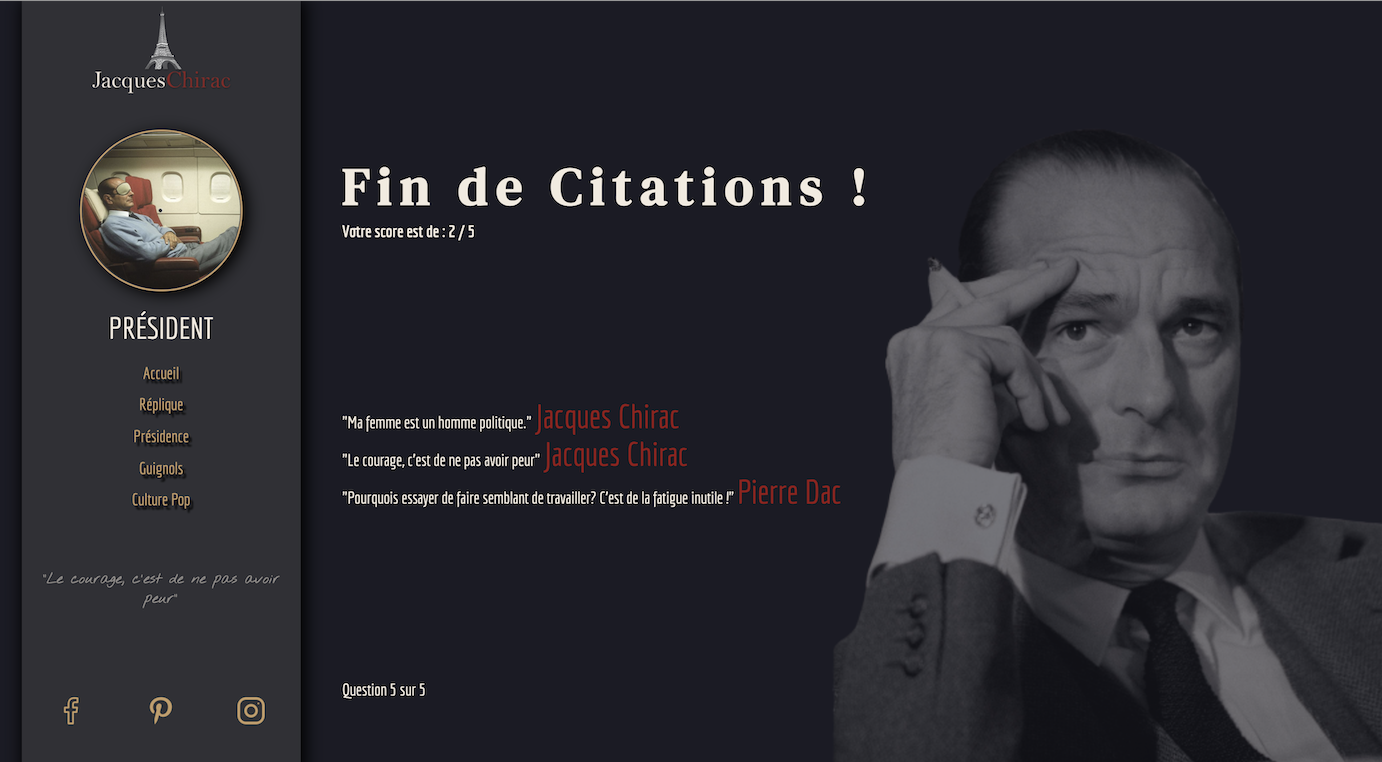 JacquesChirac
PRÉSIDENT
Accueil
Réplique
Présidence
Guignols
Culture Pop
"Le courage, c'est de ne pas avoir
peur"
Fin de Citations !
Votre score est de : 2 / 5
"Ma femme est un homme politique." Jacques Chirac
"Le courage, c'est de ne pas avoir peur" Jacques Chirac
"Pourquoi essayer de faire semblant de travailler? C'est de la fatigue inutile !" Pierre Dac
Question 5 sur 5